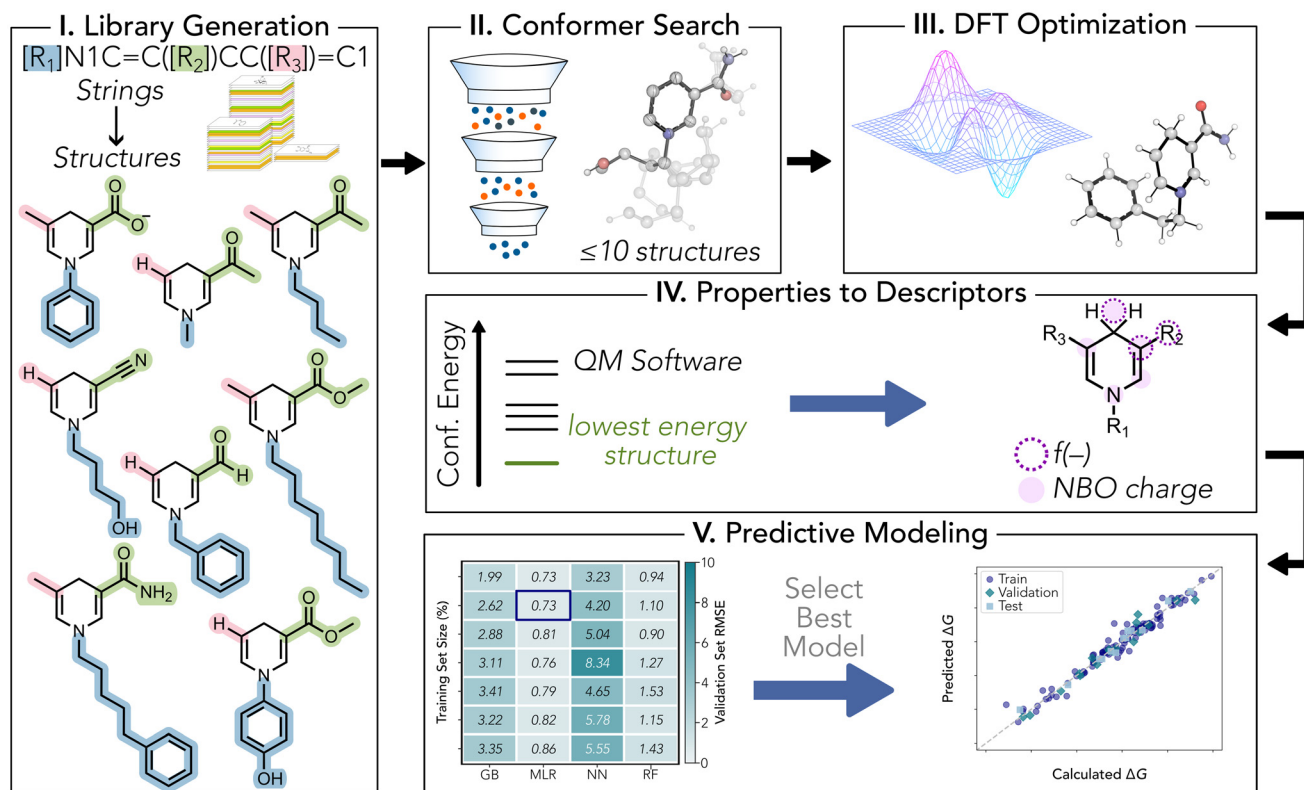 I. Library Generation
[R1]N1C=C([R2])CC([R3])=C1
Strings
Structures
O
O−
N
H
O
N
O
N
H
N
N
OH
H
O
H
N
O
O
N
O
NH2
N
H
O
O
N
OH
II. Conformer Search
≤10 structures
III. DFT Optimization
IV. Properties to Descriptors
Conf. Energy
QM Software
lowest energy
structure
H H
R3 R2
N
R1
f(−)
NBO charge
V. Predictive Modeling
Training Set Size (%)
1.99 0.73 3.23 0.94
2.62 0.73 4.20 1.10
2.88 0.81 5.04 0.90
3.11 0.76 8.34 1.27
3.41 0.79 4.65 1.53
3.22 0.82 5.78 1.15
3.35 0.86 5.55 1.43
GB MLR NN RF
10
8
6
4
2
0
Validation Set RMSE
Select
Best
Model
Train
Validation
Test
Predicted ΔG
Calculated ΔG